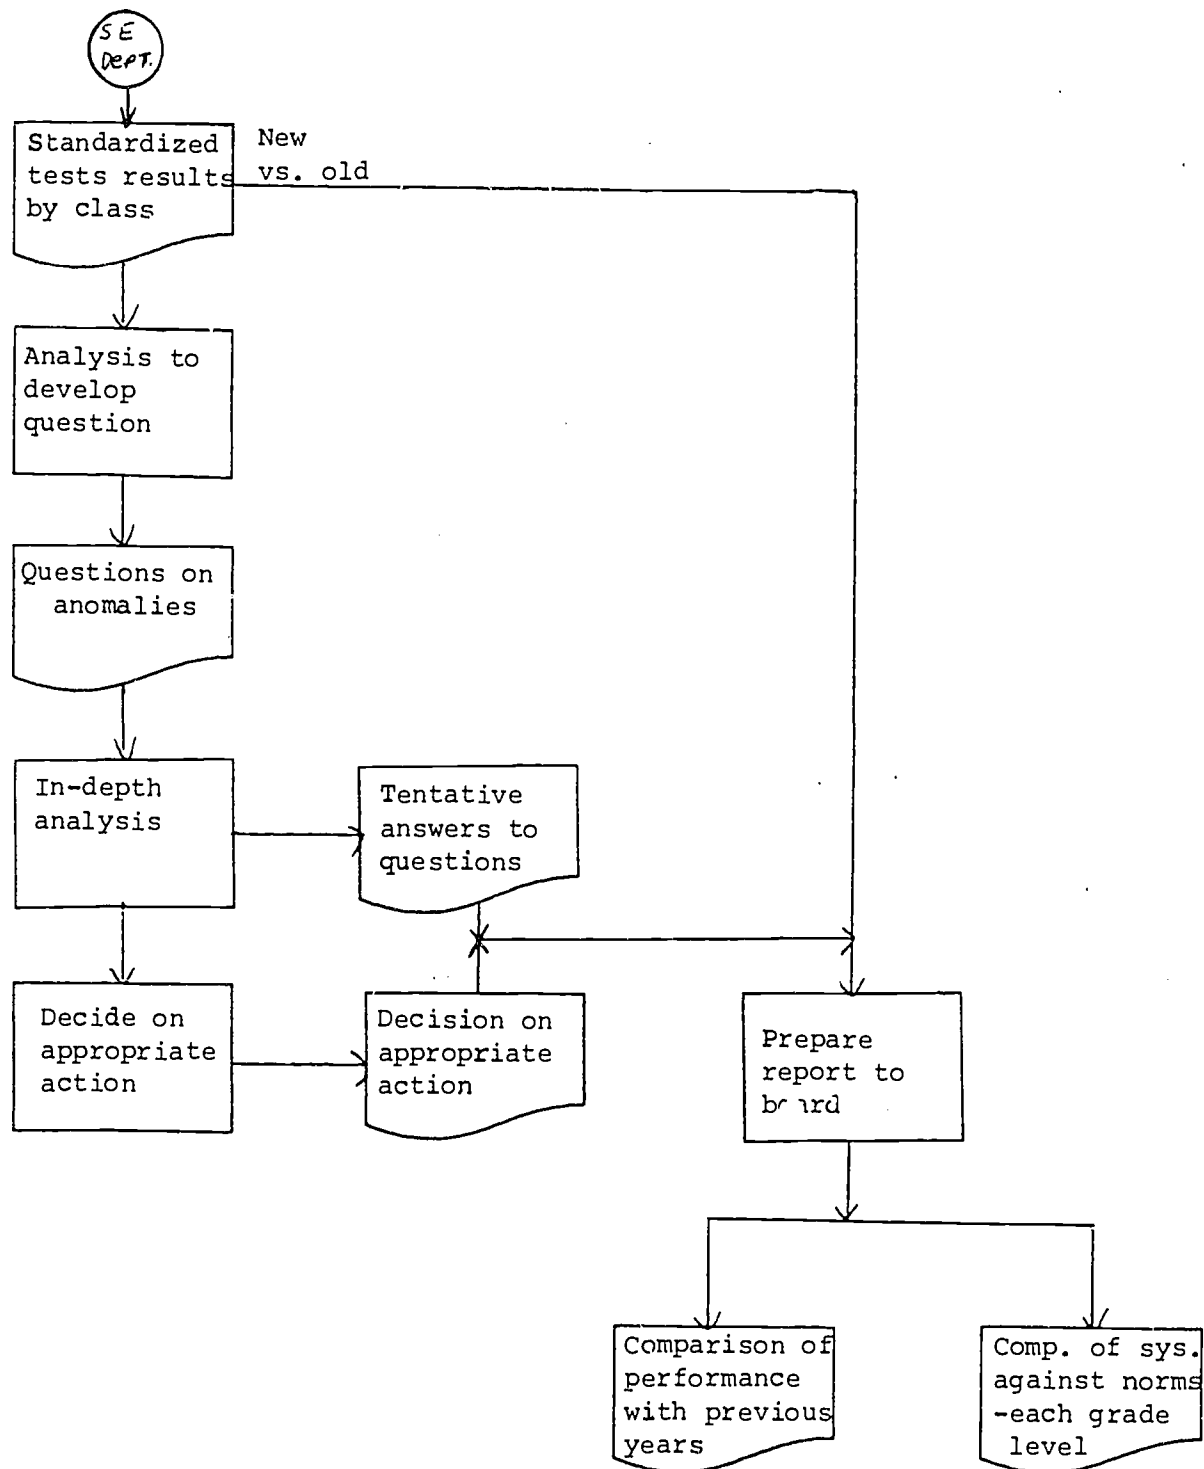 SE
DEPT.
Standardized
tests results
by class
New
vs. old
Analysis to
develop
question
Questions on
anomalies
In-depth
analysis
Tentative
answers to
questions
Decide on
appropriate
action
Decision on
appropriate
action
Prepare
report to
Comparison of
performance
with previous
years
Comp. of sys.
against norms
-each grade
level